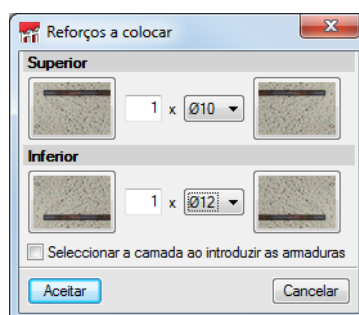 Reforços a colocar
Superior
1 x Ø10
Inferior
1 x Ø12
Seleccionar a camada ao introduzir as armaduras
Aceitar Cancelar